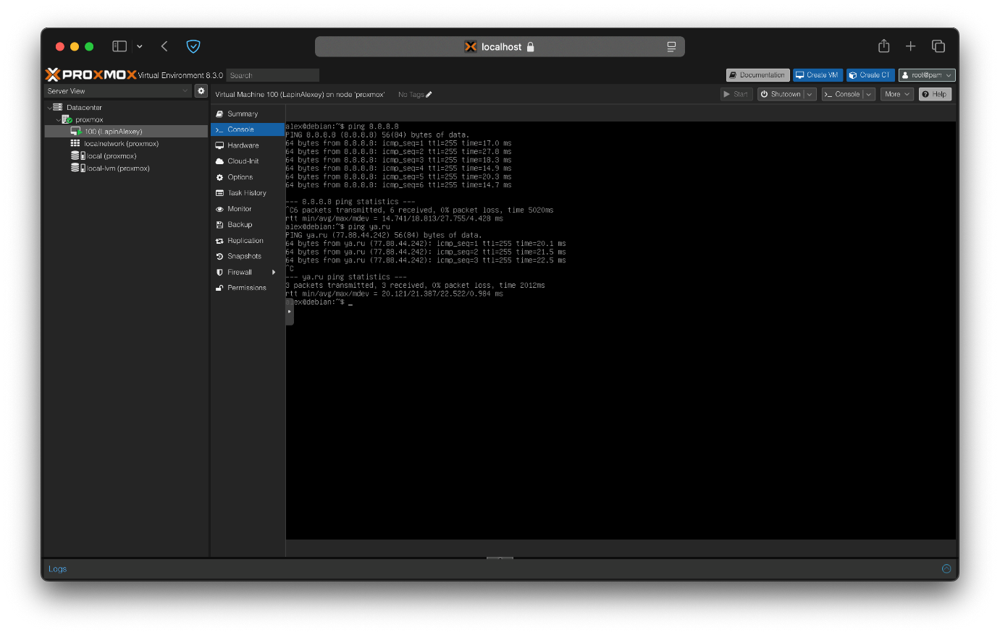 localhost
PROXMOX Virtual Environment 8.3.0 Search
Documentation Create VM Create CT root@pam
Server View
Virtual Machine 100 (LapinAlexey) on node 'proxmox' No Tags
Start Shutdown Console More Help
Datacenter
proxmox
100 (LapinAlexey)
localnetwork (proxmox)
local (proxmox)
local-lvm (proxmox)
Summary
Console
Hardware
Cloud-Init
Options
Task History
Monitor
Backup
Replication
Snapshots
Firewall
Permissions
alex@debian:~$ ping 8.8.8.8
PING 8.8.8.8 (8.8.8.8) 56(84) bytes of data.
64 bytes from 8.8.8.8: icmp_seq=1 ttl=255 time=17.0 ms
64 bytes from 8.8.8.8: icmp_seq=2 ttl=255 time=27.8 ms
64 bytes from 8.8.8.8: icmp_seq=3 ttl=255 time=18.3 ms
64 bytes from 8.8.8.8: icmp_seq=4 ttl=255 time=14.9 ms
64 bytes from 8.8.8.8: icmp_seq=5 ttl=255 time=20.3 ms
64 bytes from 8.8.8.8: icmp_seq=6 ttl=255 time=14.7 ms
--- 8.8.8.8 ping statistics ---
^C6 packets transmitted, 6 received, 0% packet loss, time 5020ms
rtt min/avg/max/mdev = 14.741/18.813/27.755/4.428 ms
alex@debian:~$ ping ya.ru
PING ya.ru (77.88.44.242) 56(84) bytes of data.
64 bytes from ya.ru (77.88.44.242): icmp_seq=1 ttl=255 time=20.1 ms
64 bytes from ya.ru (77.88.44.242): icmp_seq=2 ttl=255 time=21.5 ms
64 bytes from ya.ru (77.88.44.242): icmp_seq=3 ttl=255 time=22.5 ms
^C
--- ya.ru ping statistics ---
3 packets transmitted, 3 received, 0% packet loss, time 2012ms
rtt min/avg/max/mdev = 20.121/21.387/22.522/0.984 ms
alex@debian:~$ _
Logs